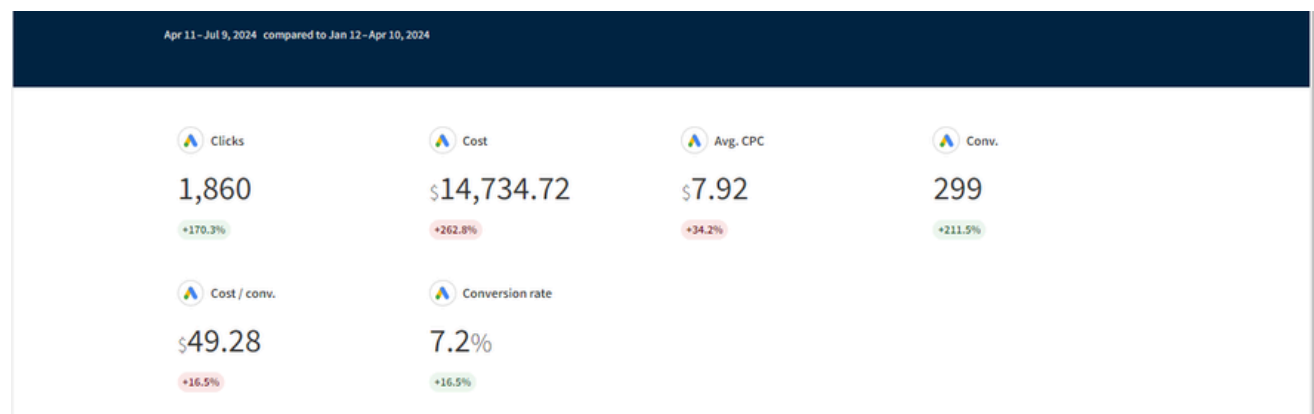 Apr 11–Jul 9, 2024 compared to Jan 12–Apr 10, 2024
Clicks Cost Avg. CPC Conv.
1,860 $14,734.72 $7.92 299
+170.3% +262.8% +34.2% +211.5%
Cost / conv. Conversion rate
$49.28 7.2%
+16.5% +16.5%